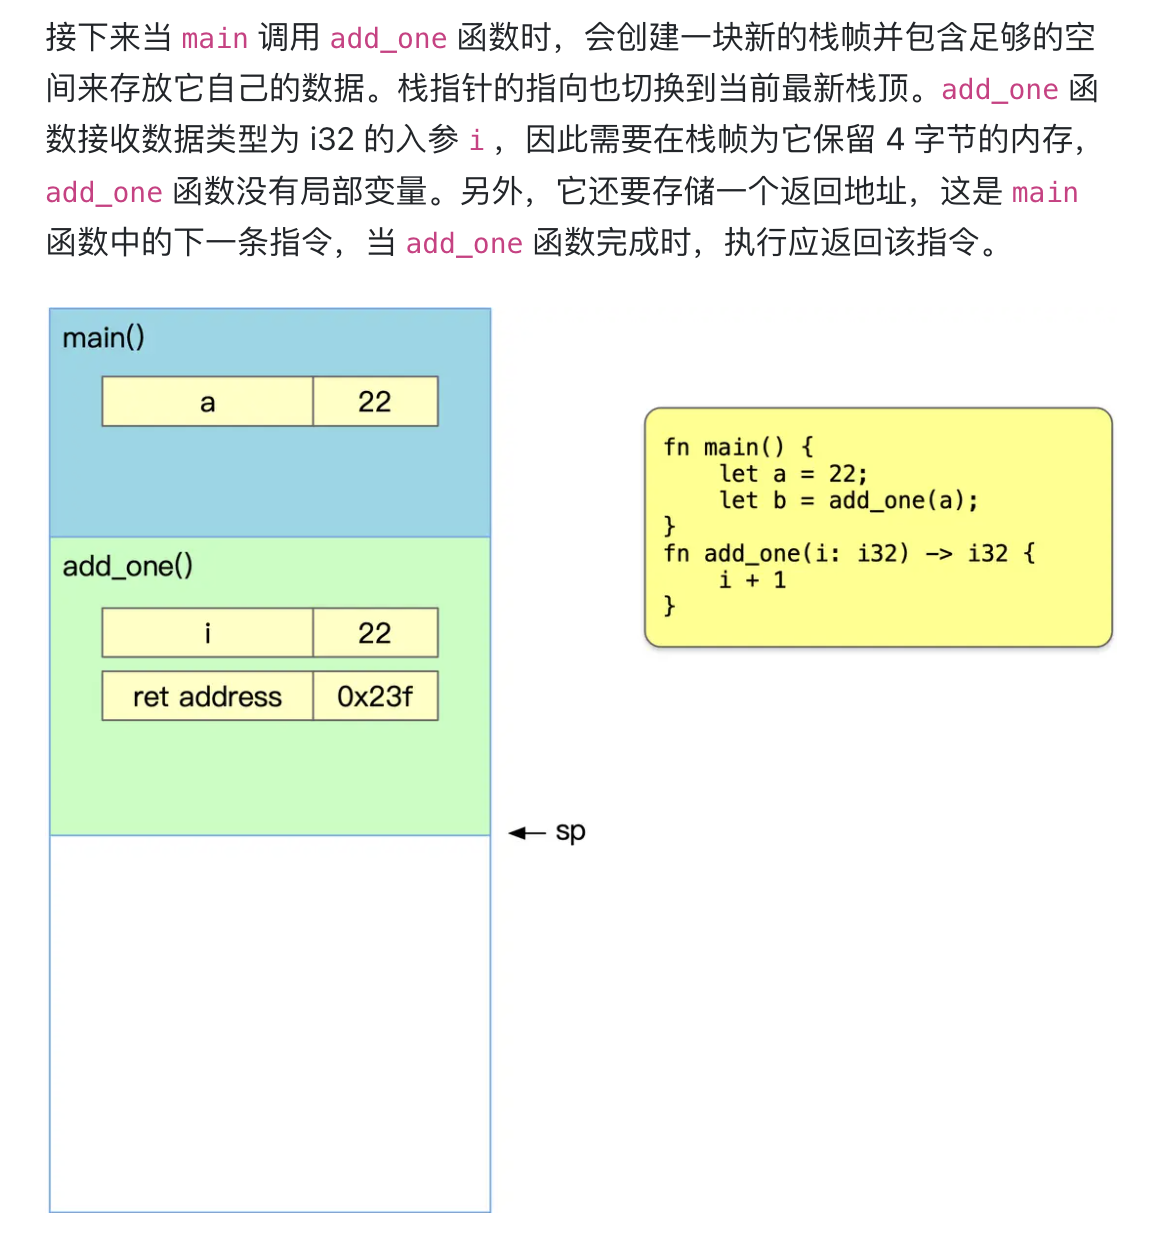 接下来当 main 调用 add_one 函数时，会创建一块新的栈帧并包含足够的空
间来存放它自己的数据。栈指针的指向也切换到当前最新栈顶。add_one 函
数接收数据类型为 i32 的入参 i ，因此需要在栈帧为它保留 4 字节的内存，
add_one 函数没有局部变量。另外，它还要存储一个返回地址，这是 main
函数中的下一条指令，当 add_one 函数完成时，执行应返回该指令。
main()
a 22
add_one()
i 22
ret address 0x23f
sp
fn main() {
    let a = 22;
    let b = add_one(a);
}
fn add_one(i: i32) -> i32 {
    i + 1
}